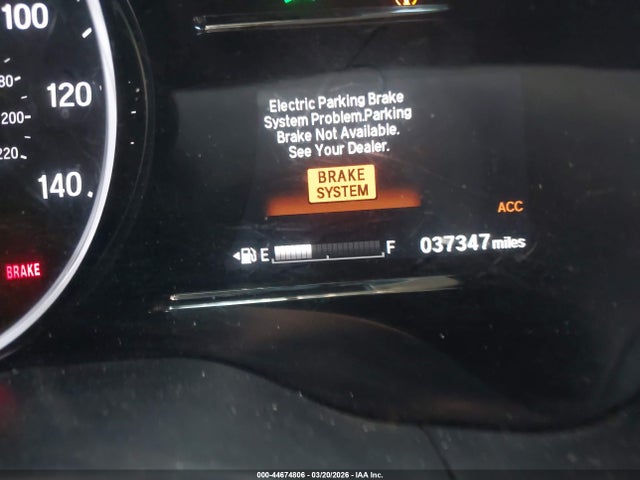 100
80
120
200
220
140
BRAKE
Electric Parking Brake
System Problem.Parking
Brake Not Available.
See Your Dealer.
BRAKE
SYSTEM
ACC
E F 037347 miles
000-44674806 - 03/20/2026 - IAA Inc.